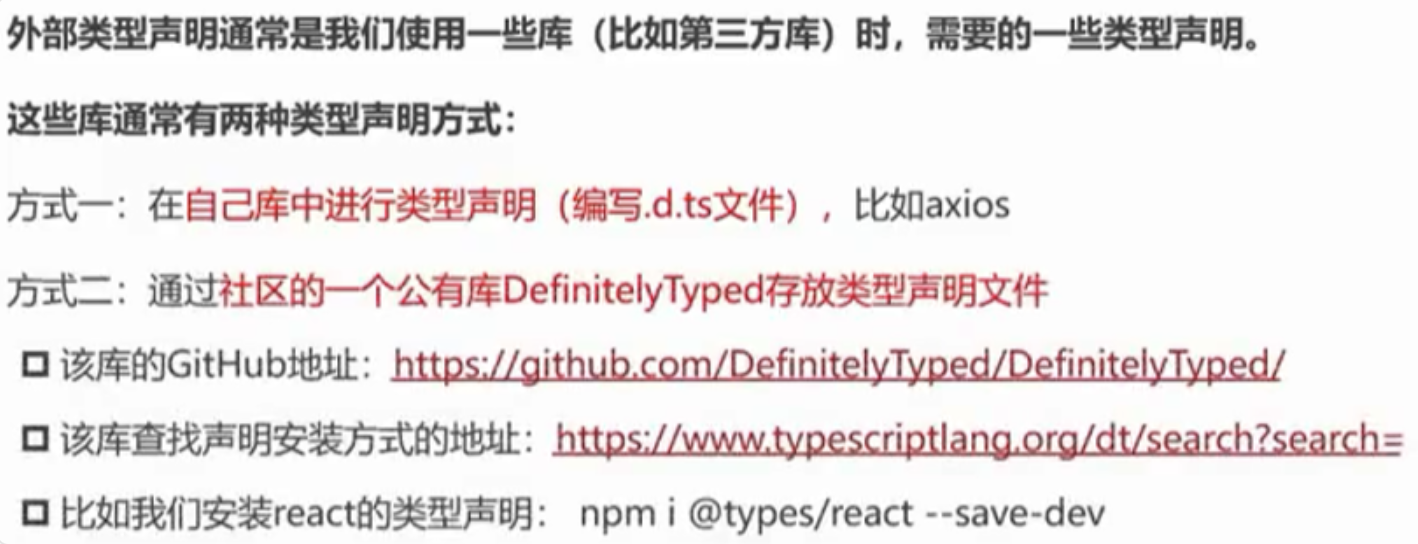 外部类型声明通常是我们使用一些库（比如第三方库）时，需要的一些类型声明。
这些库通常有两种类型声明方式：
方式一：在自己库中进行类型声明（编写.d.ts文件），比如axios
方式二：通过社区的一个公有库DefinitelyTyped存放类型声明文件
该库的GitHub地址：https://github.com/DefinitelyTyped/DefinitelyTyped/
该库查找声明安装方式的地址：https://www.typescriptlang.org/dt/search?search=
比如我们安装react的类型声明： npm i @types/react --save-dev